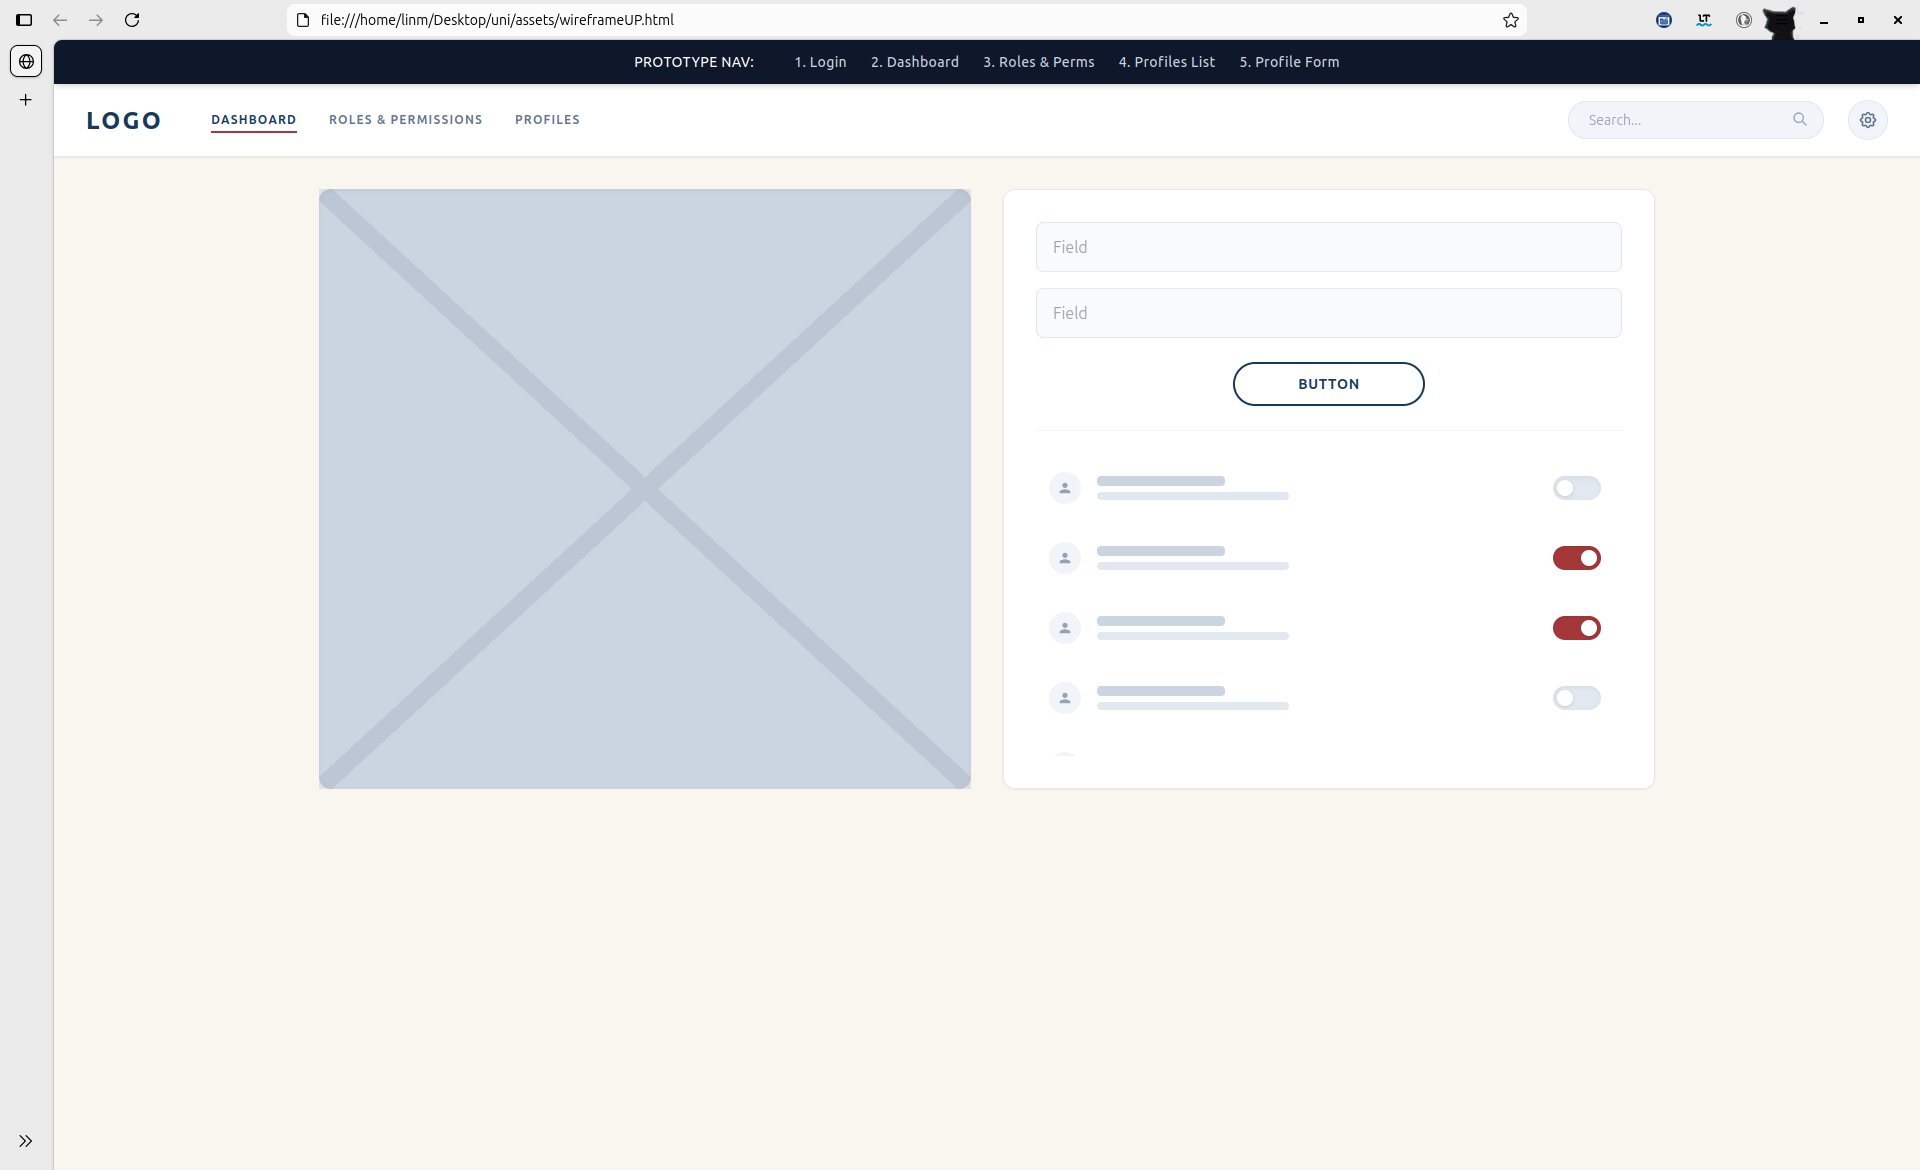 file:///home/linm/Desktop/uni/assets/wireframeUP.html
LT
PROTOTYPE NAV: 1. Login 2. Dashboard 3. Roles & Perms 4. Profiles List 5. Profile Form
LOGO DASHBOARD ROLES & PERMISSIONS PROFILES Search...
Field
Field
BUTTON